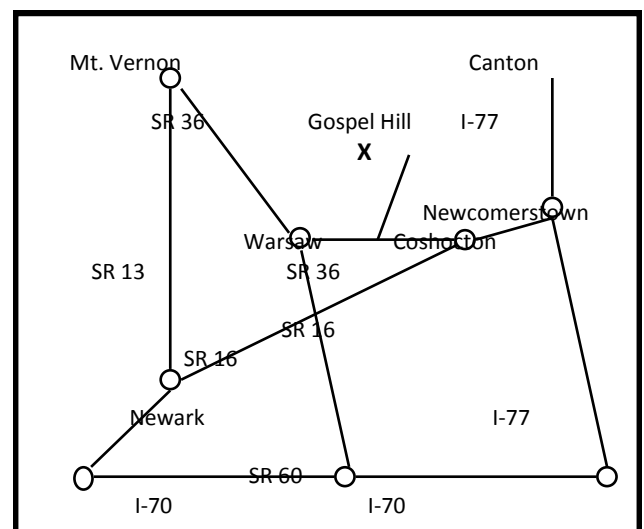 Mt. Vernon
Canton
SR 36
Gospel Hill
I-77
X
Newcomerstown
Warsaw
Coshocton
SR 13
SR 36
SR 16
SR 16
Newark
I-77
SR 60
I-70
I-70